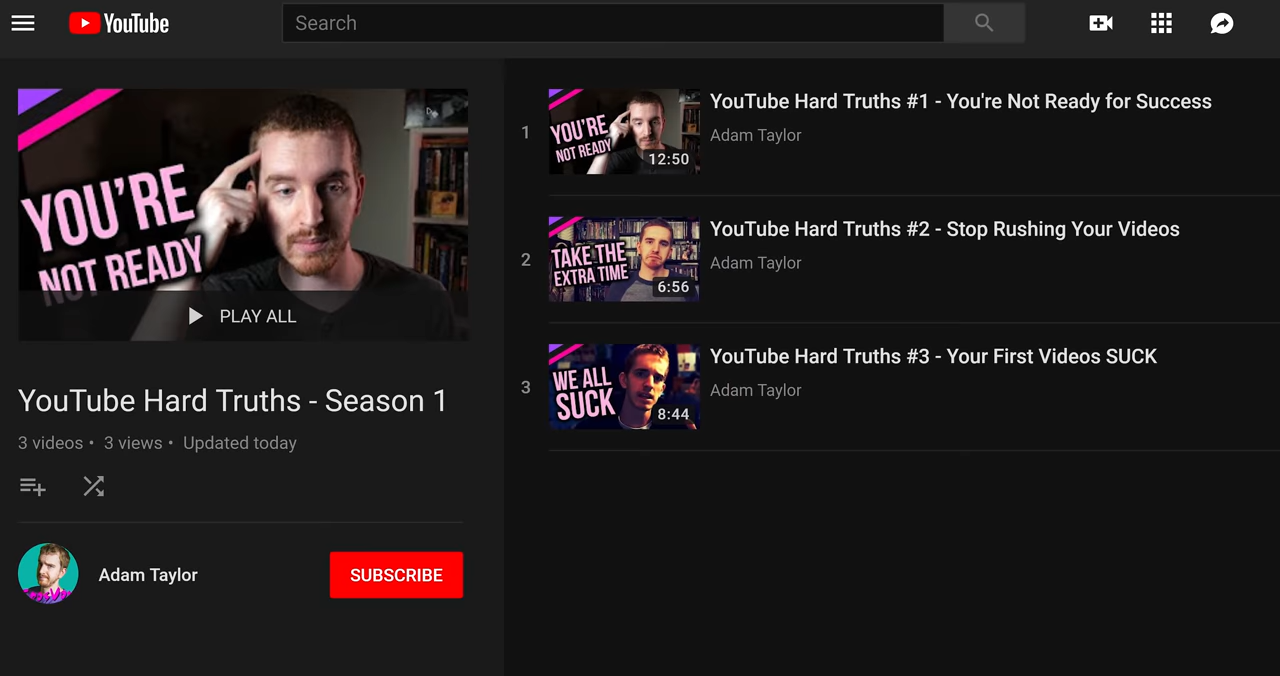 YouTube
Search
YOU'RE
NOT READY
PLAY ALL
YouTube Hard Truths - Season 1
3 videos • 3 views • Updated today
Adam Taylor
SUBSCRIBE
1
YOU'RE
NOT READY
12:50
YouTube Hard Truths #1 - You're Not Ready for Success
Adam Taylor
2
TAKE THE
EXTRA TIME
6:56
YouTube Hard Truths #2 - Stop Rushing Your Videos
Adam Taylor
3
WE ALL
SUCK
8:44
YouTube Hard Truths #3 - Your First Videos SUCK
Adam Taylor